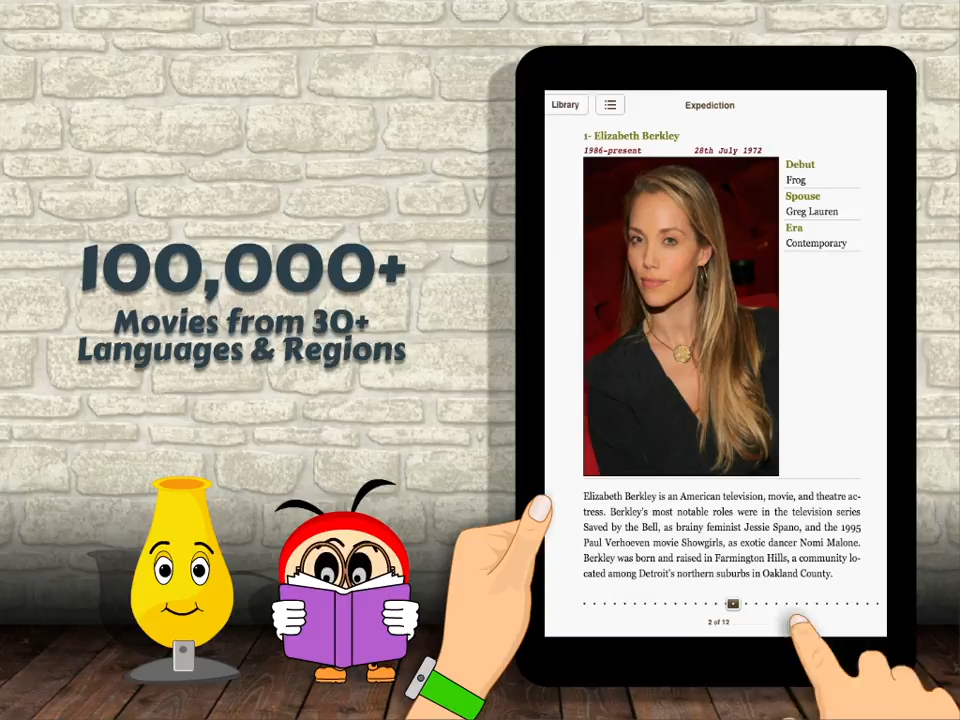 100,000+
Movies from 30+
Languages & Regions
Library
Expediction
1- Elizabeth Berkley
1986-present 28th July 1972
Debut
Frog
Spouse
Greg Lauren
Era
Contemporary
Elizabeth Berkley is an American television, movie, and theatre ac-
tress. Berkley's most notable roles were in the television series
Saved by the Bell, as brainy feminist Jessie Spano, and the 1995
Paul Verhoeven movie Showgirls, as exotic dancer Nomi Malone.
Berkley was born and raised in Farmington Hills, a community lo-
cated among Detroit's northern suburbs in Oakland County.
2 of 12